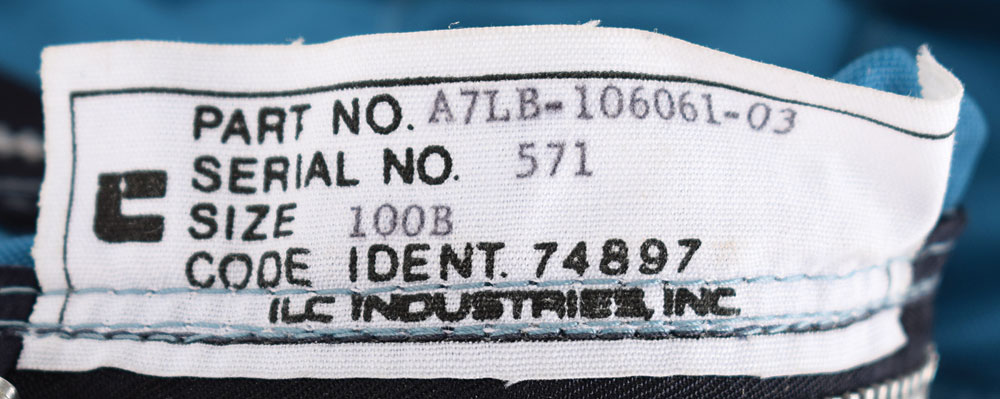 PART NO. A7LB-106061-03
SERIAL NO. 571
SIZE 100B
CODE IDENT. 74897
ILC INDUSTRIES, INC.